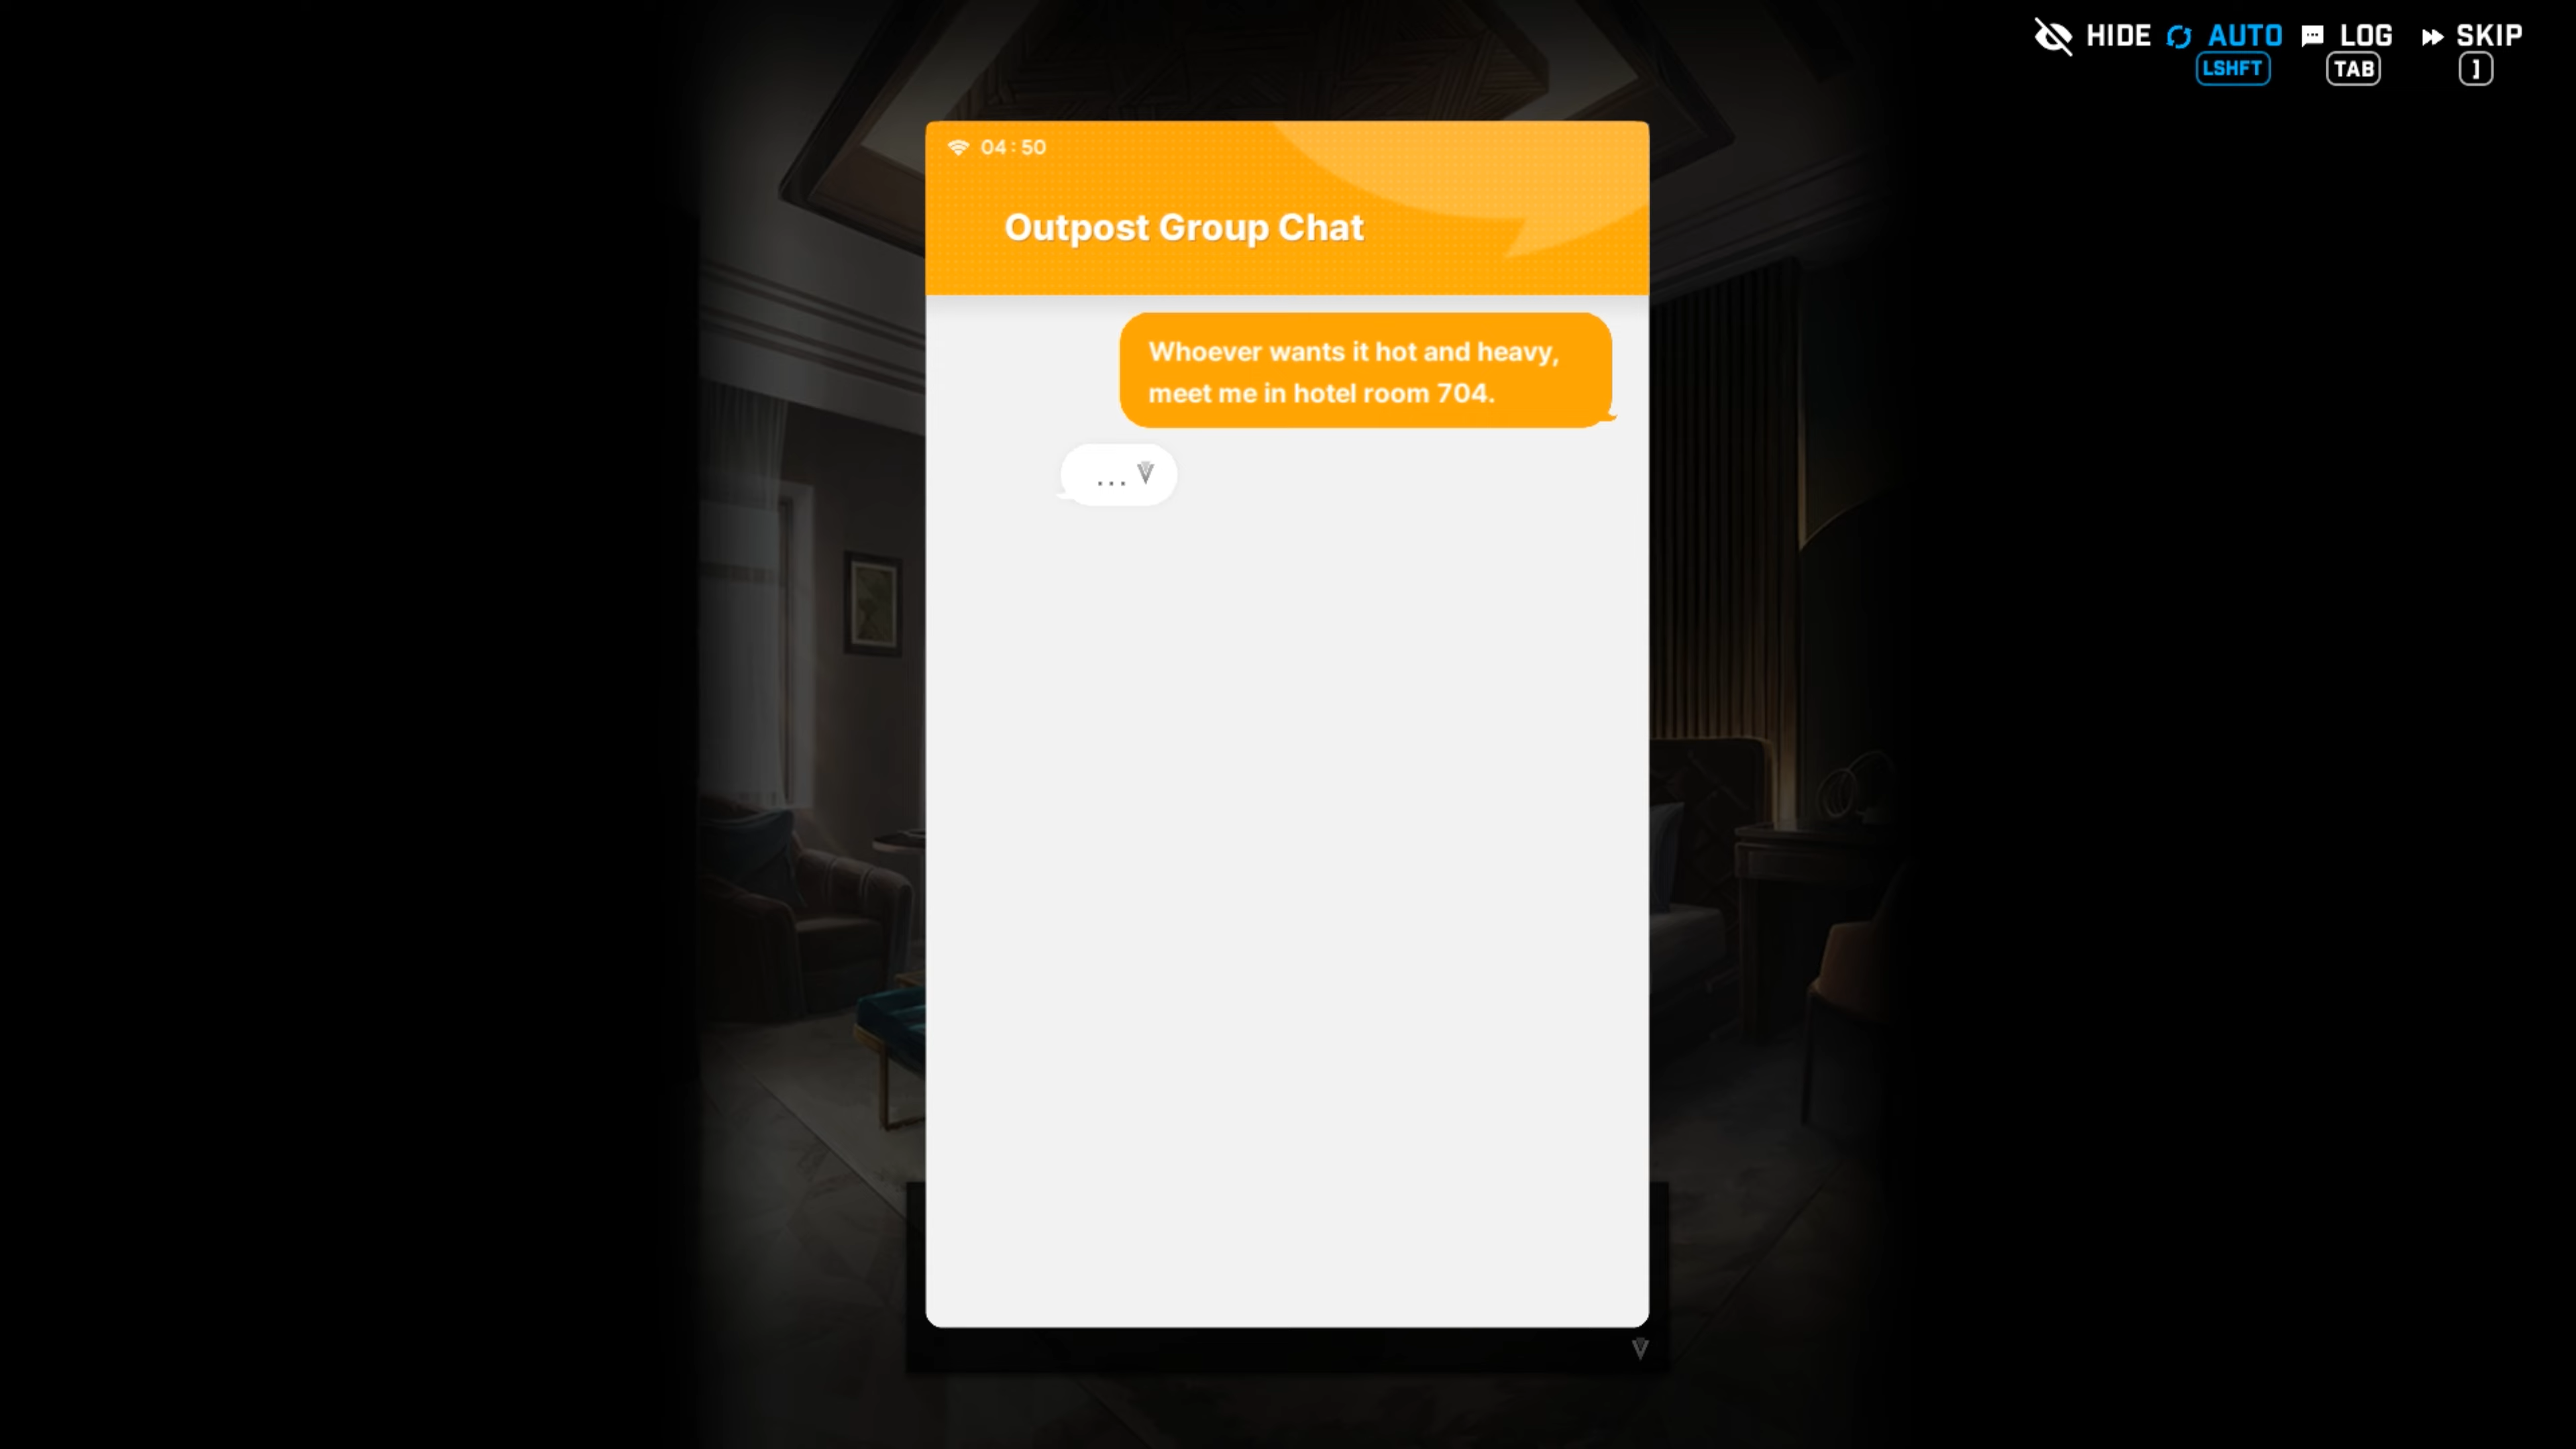 HIDE AUTO LOG SKIP
LSHFT TAB ]
04:50
Outpost Group Chat
Whoever wants it hot and heavy,
meet me in hotel room 704.
...